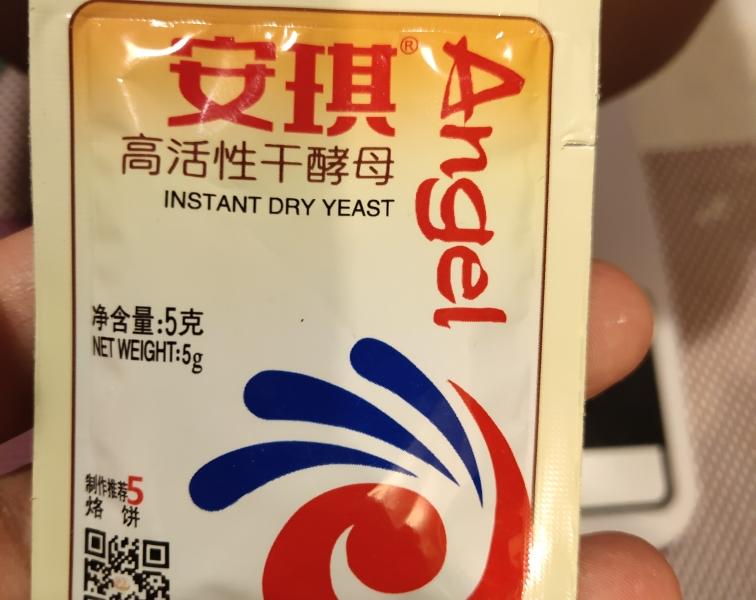 安琪®
Angel
高活性干酵母
INSTANT DRY YEAST
净含量:5克
NET WEIGHT:5g
制作推荐5
烙 饼